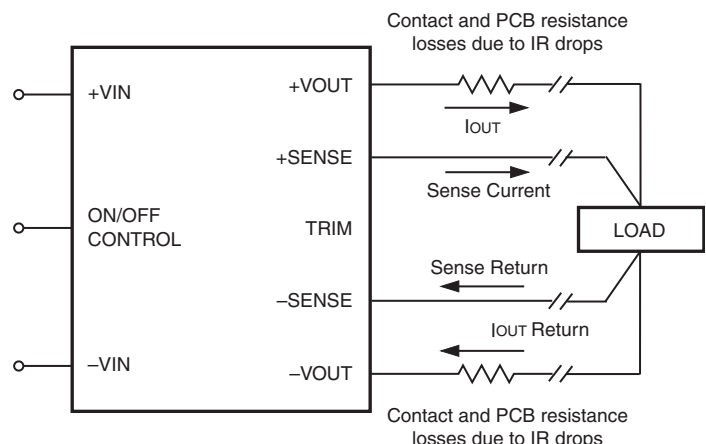 Contact and PCB resistance
losses due to IR drops
+VIN
+VOUT
IOUT
+SENSE
Sense Current
ON/OFF
CONTROL
TRIM
LOAD
Sense Return
–SENSE
IOUT Return
–VIN
–VOUT
Contact and PCB resistance
losses due to IR drops